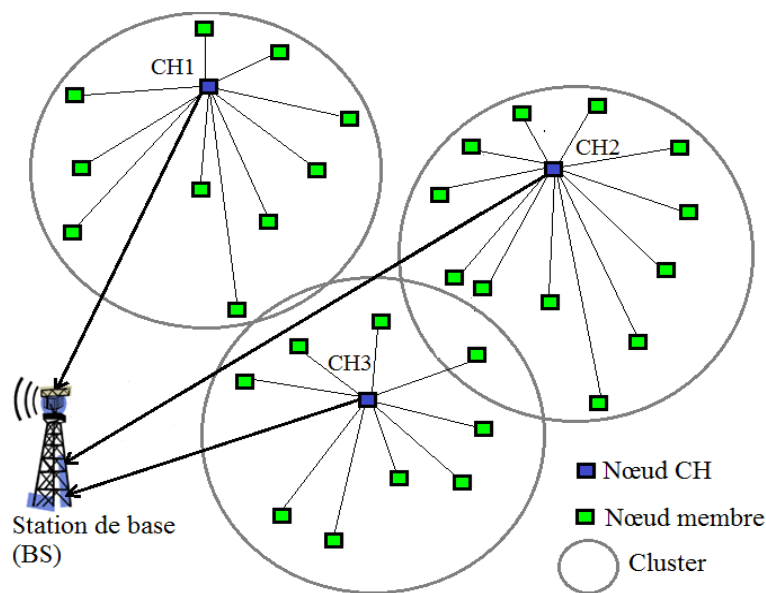 CH1
CH2
CH3
Nœud CH
Nœud membre
Cluster
Station de base
(BS)